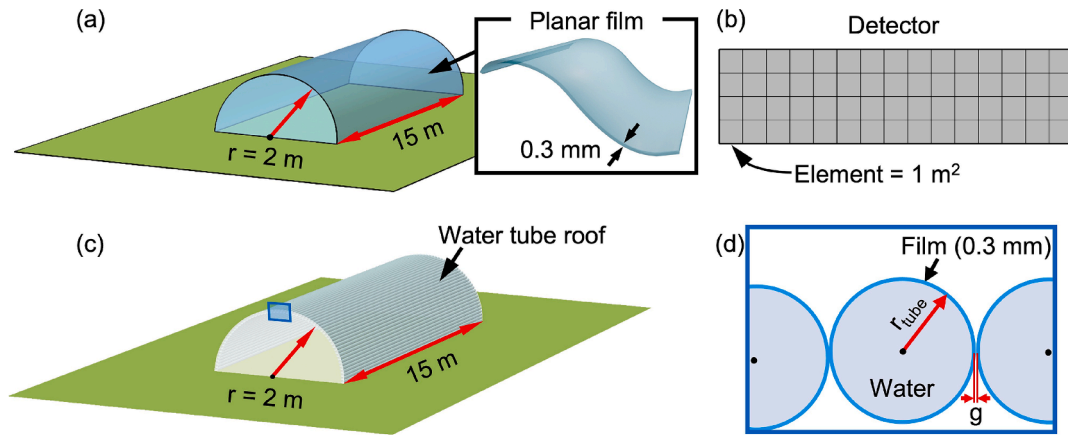 (a)
Planar film
0.3 mm
r = 2 m
15 m
(b)
Detector
Element = 1 m²
(c)
Water tube roof
r = 2 m
15 m
(d)
Film (0.3 mm)
r_tube
Water
g